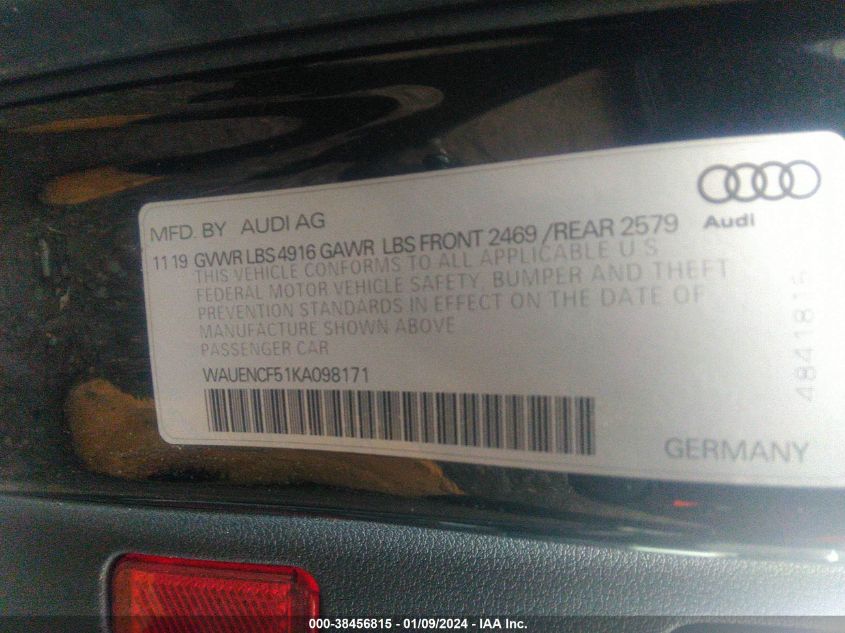 Audi
MFD. BY AUDI AG
11 19 GVWR LBS 4916 GAWR LBS FRONT 2469 / REAR 2579
THIS VEHICLE CONFORMS TO ALL APPLICABLE U S
FEDERAL MOTOR VEHICLE SAFETY, BUMPER AND THEFT
PREVENTION STANDARDS IN EFFECT ON THE DATE OF
MANUFACTURE SHOWN ABOVE
PASSENGER CAR
WAUENCF51KA098171
GERMANY
000-38456815 - 01/09/2024 - IAA Inc.